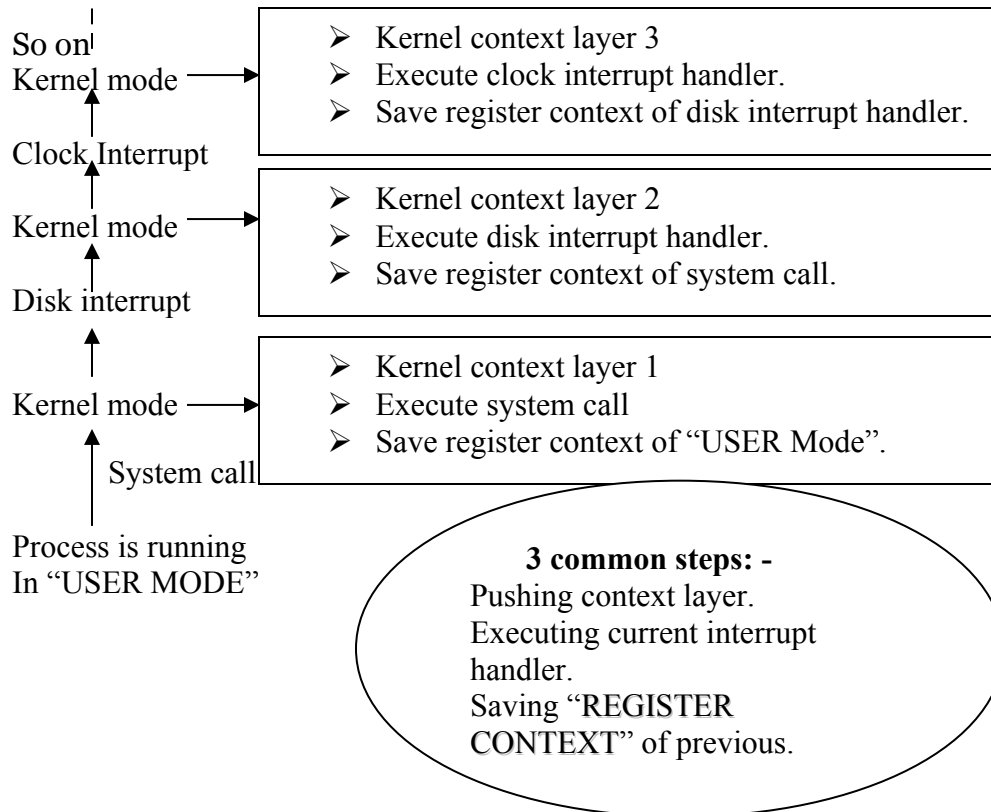 So on
Kernel mode
➢ Kernel context layer 3
➢ Execute clock interrupt handler.
➢ Save register context of disk interrupt handler.
Clock Interrupt
Kernel mode
➢ Kernel context layer 2
➢ Execute disk interrupt handler.
➢ Save register context of system call.
Disk interrupt
Kernel mode
➢ Kernel context layer 1
➢ Execute system call
➢ Save register context of “USER Mode”.
System call
Process is running
In “USER MODE”
3 common steps: -
Pushing context layer.
Executing current interrupt
handler.
Saving “REGISTER
CONTEXT” of previous.